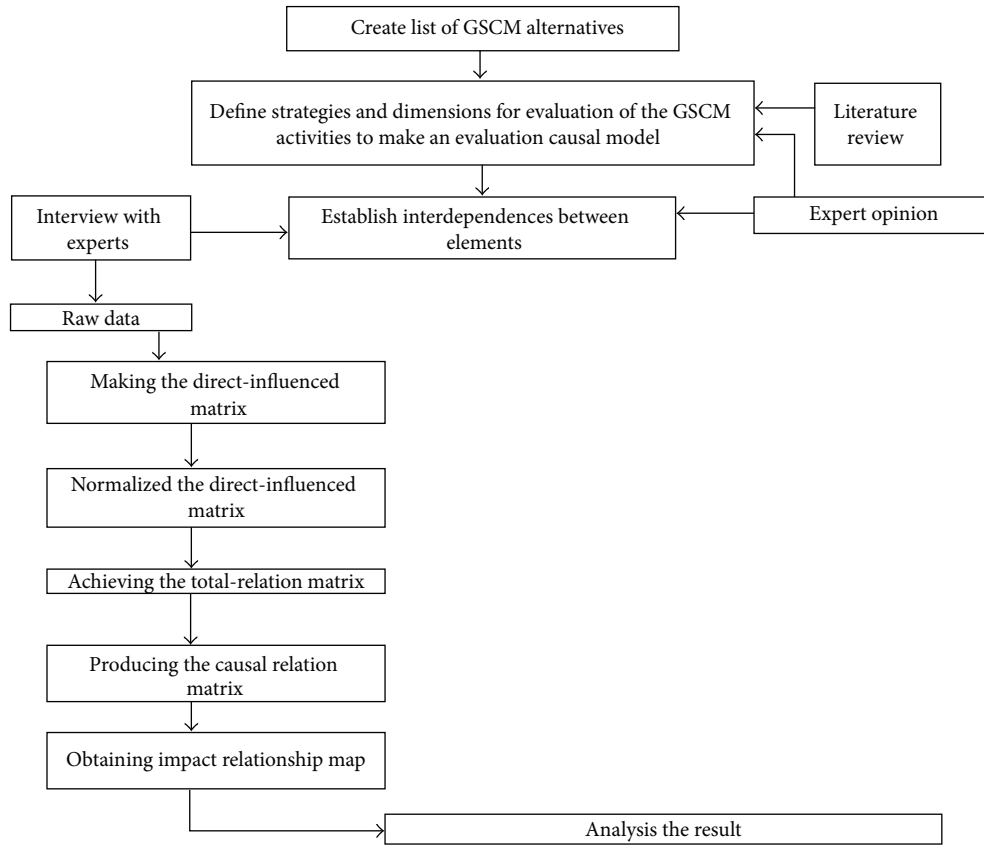 Create list of GSCM alternatives
Define strategies and dimensions for evaluation of the GSCM
activities to make an evaluation causal model
Literature
review
Interview with
experts
Establish interdependences between
elements
Expert opinion
Raw data
Making the direct-influenced
matrix
Normalized the direct-influenced
matrix
Achieving the total-relation matrix
Producing the causal relation
matrix
Obtaining impact relationship map
Analysis the result